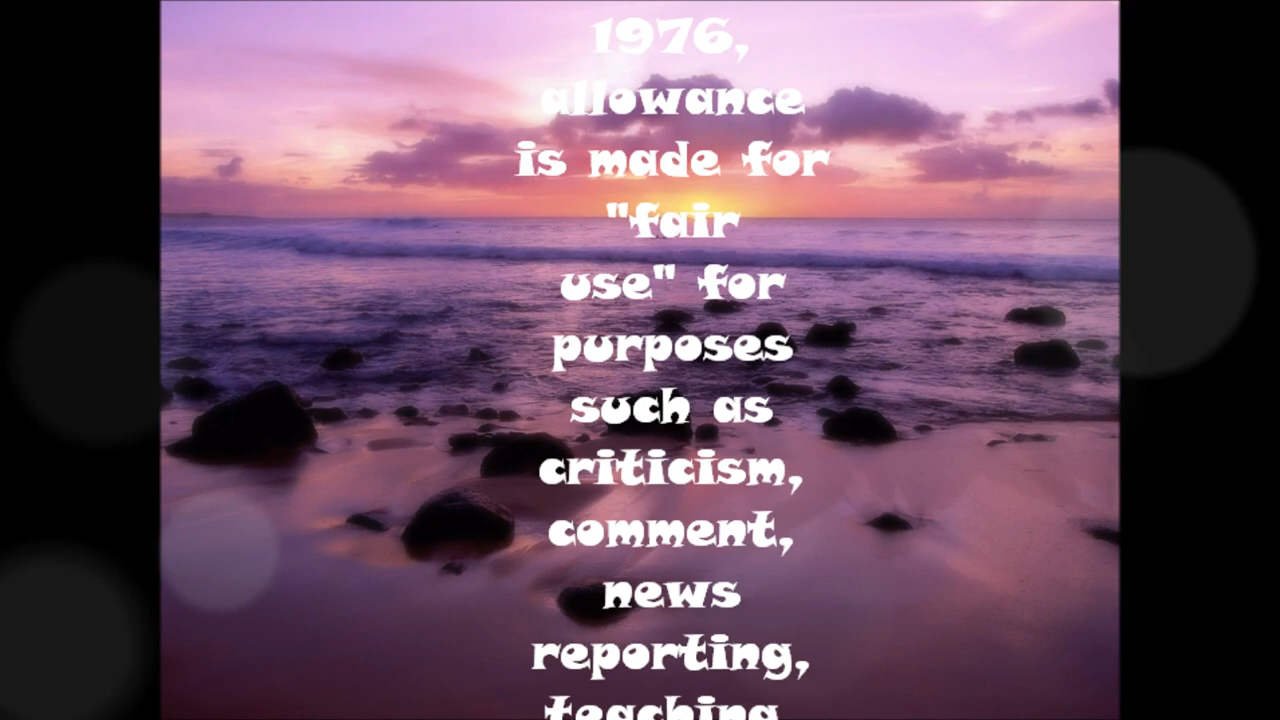 1976,
allowance
is made for
"fair
use" for
purposes
such as
criticism,
comment,
news
reporting,
teaching